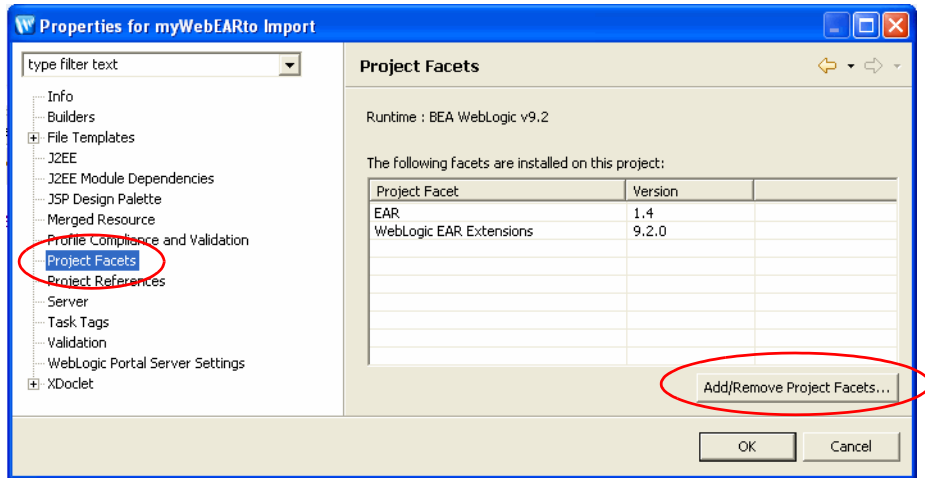 Properties for myWebEARto Import
type filter text
Info
Builders
File Templates
J2EE
J2EE Module Dependencies
JSP Design Palette
Merged Resource
Profile Compliance and Validation
Project Facets
Project References
Server
Task Tags
Validation
WebLogic Portal Server Settings
XDoclet
Project Facets
Runtime : BEA WebLogic v9.2
The following facets are installed on this project:
Project Facet Version
EAR 1.4
WebLogic EAR Extensions 9.2.0
Add/Remove Project Facets...
OK Cancel